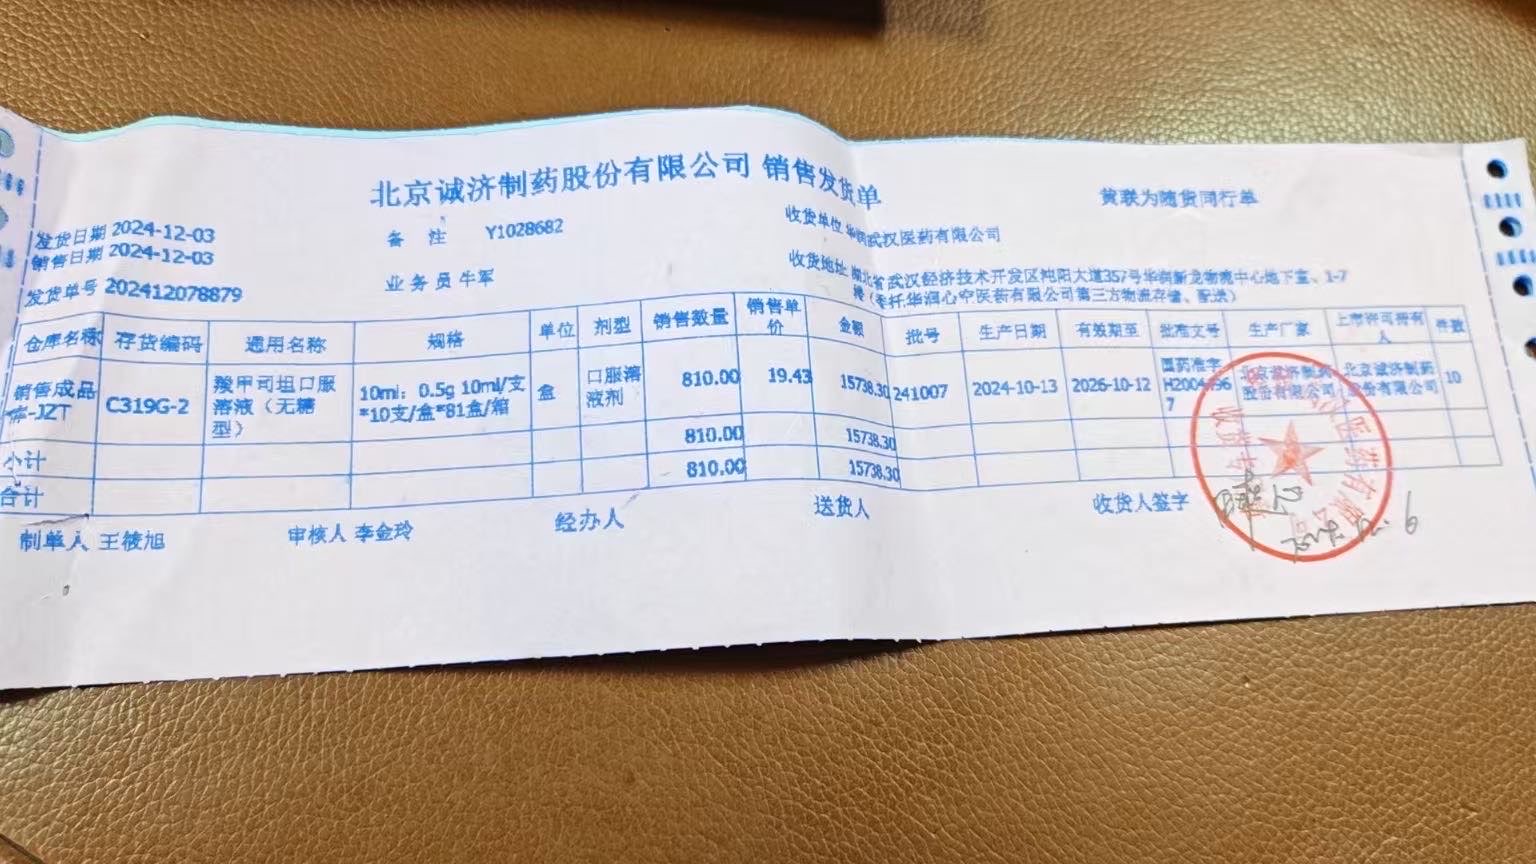 北京诚济制药股份有限公司 销售发货单
黄联为随货同行单
发货日期 2024-12-03
备 注 Y1028682
收货单位 华润武汉医药有限公司
销售日期 2024-12-03
发货单号 202412078879
业务员 牛军
收货地址 湖北省武汉经济技术开发区沌阳大道357号华润新龙物流中心地下室、1-7
楼（委托华润心空医药有限公司第三方物流存储、配送）
仓库名称 存货编码 通用名称 规格 单位 剂型 销售数量 销售单价 金额 批号 生产日期 有效期至 批准文号 生产厂家 上市许可持有人 件数
销售成品库-JZT C319G-2 羧甲司坦口服溶液（无糖型） 10ml：0.5g 10ml/支*10支/盒*81盒/箱 盒 口服溶液剂 810.00 19.43 15738.30 241007 2024-10-13 2026-10-12 国药准字 北京诚济制药股份有限公司 北京诚济制药股份有限公司 10
小计 810.00 15738.30
合计 810.00 15738.30
制单人 王筱旭 审核人 李金玲 经办人 送货人 收货人签字